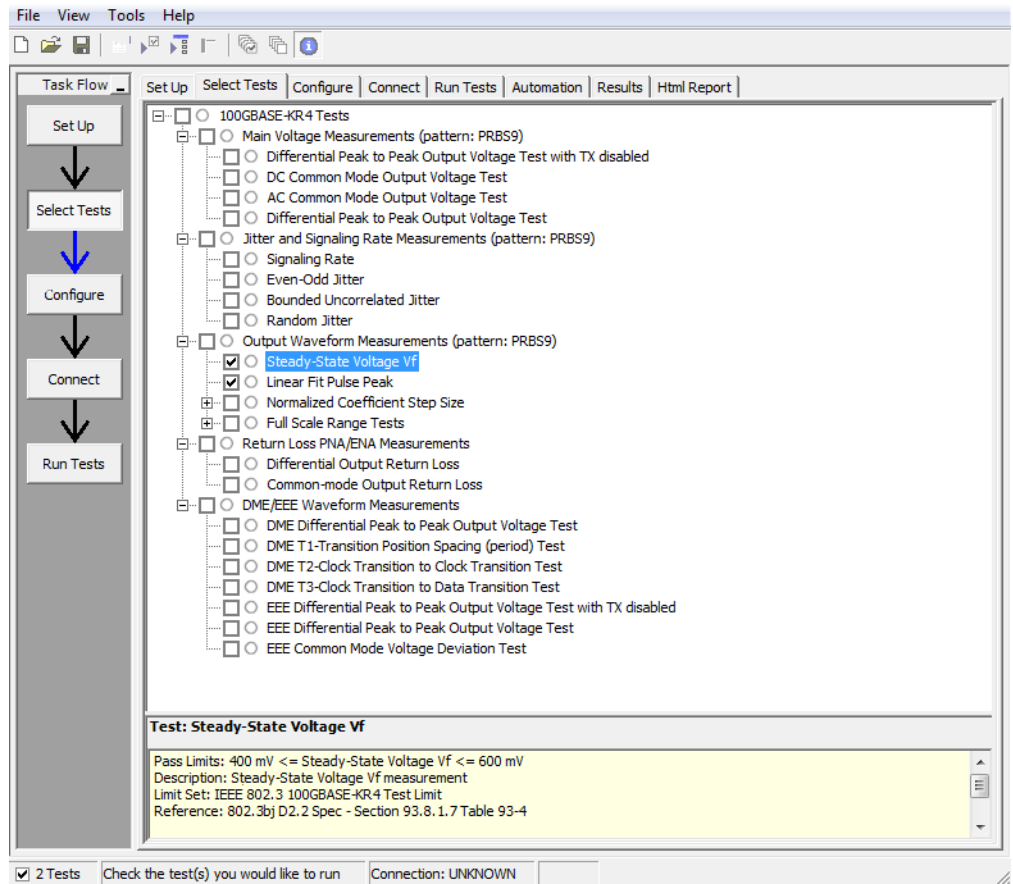 File View Tools Help
Task Flow
Set Up
Select Tests
Configure
Connect
Run Tests
Set Up Select Tests Configure Connect Run Tests Automation Results Html Report
100GBASE-KR4 Tests
Main Voltage Measurements (pattern: PRBS9)
Differential Peak to Peak Output Voltage Test with TX disabled
DC Common Mode Output Voltage Test
AC Common Mode Output Voltage Test
Differential Peak to Peak Output Voltage Test
Jitter and Signaling Rate Measurements (pattern: PRBS9)
Signaling Rate
Even-Odd Jitter
Bounded Uncorrelated Jitter
Random Jitter
Output Waveform Measurements (pattern: PRBS9)
Steady-State Voltage Vf
Linear Fit Pulse Peak
Normalized Coefficient Step Size
Full Scale Range Tests
Return Loss PNA/ENA Measurements
Differential Output Return Loss
Common-mode Output Return Loss
DME/EEE Waveform Measurements
DME Differential Peak to Peak Output Voltage Test
DME T1-Transition Position Spacing (period) Test
DME T2-Clock Transition to Clock Transition Test
DME T3-Clock Transition to Data Transition Test
EEE Differential Peak to Peak Output Voltage Test with TX disabled
EEE Differential Peak to Peak Output Voltage Test
EEE Common Mode Voltage Deviation Test
Test: Steady-State Voltage Vf
Pass Limits: 400 mV <= Steady-State Voltage Vf <= 600 mV
Description: Steady-State Voltage Vf measurement
Limit Set: IEEE 802.3 100GBASE-KR4 Test Limit
Reference: 802.3bj D2.2 Spec - Section 93.8.1.7 Table 93-4
2 Tests Check the test(s) you would like to run Connection: UNKNOWN